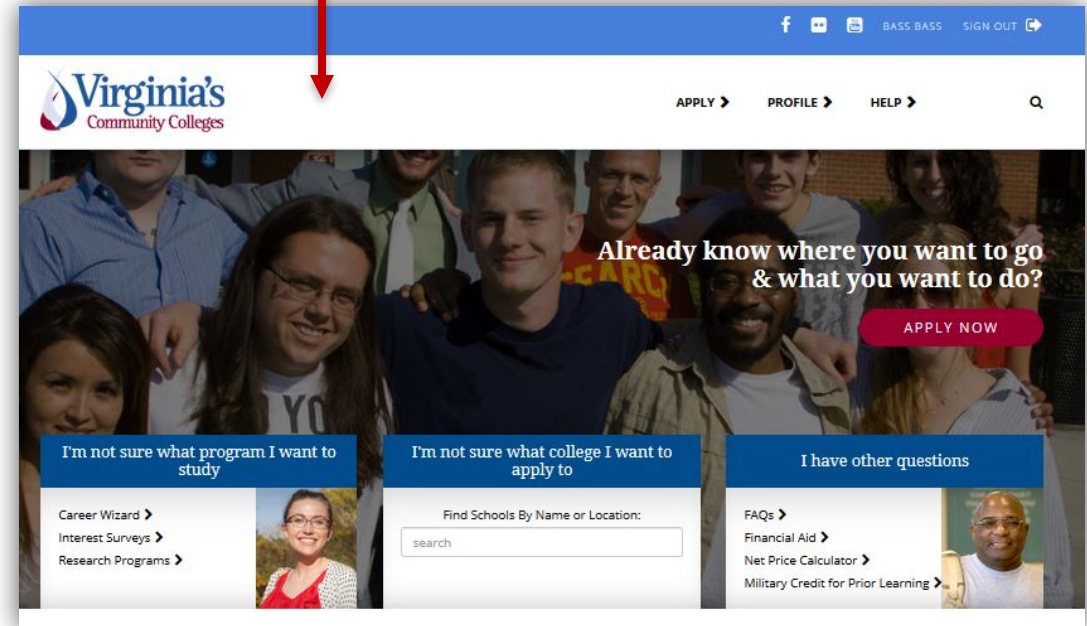 BASS BASS SIGN OUT
Virginia's
Community Colleges
APPLY PROFILE HELP
Already know where you want to go
& what you want to do?
APPLY NOW
I'm not sure what program I want to
study
Career Wizard
Interest Surveys
Research Programs
I'm not sure what college I want to
apply to
Find Schools By Name or Location:
search
I have other questions
FAQs
Financial Aid
Net Price Calculator
Military Credit for Prior Learning